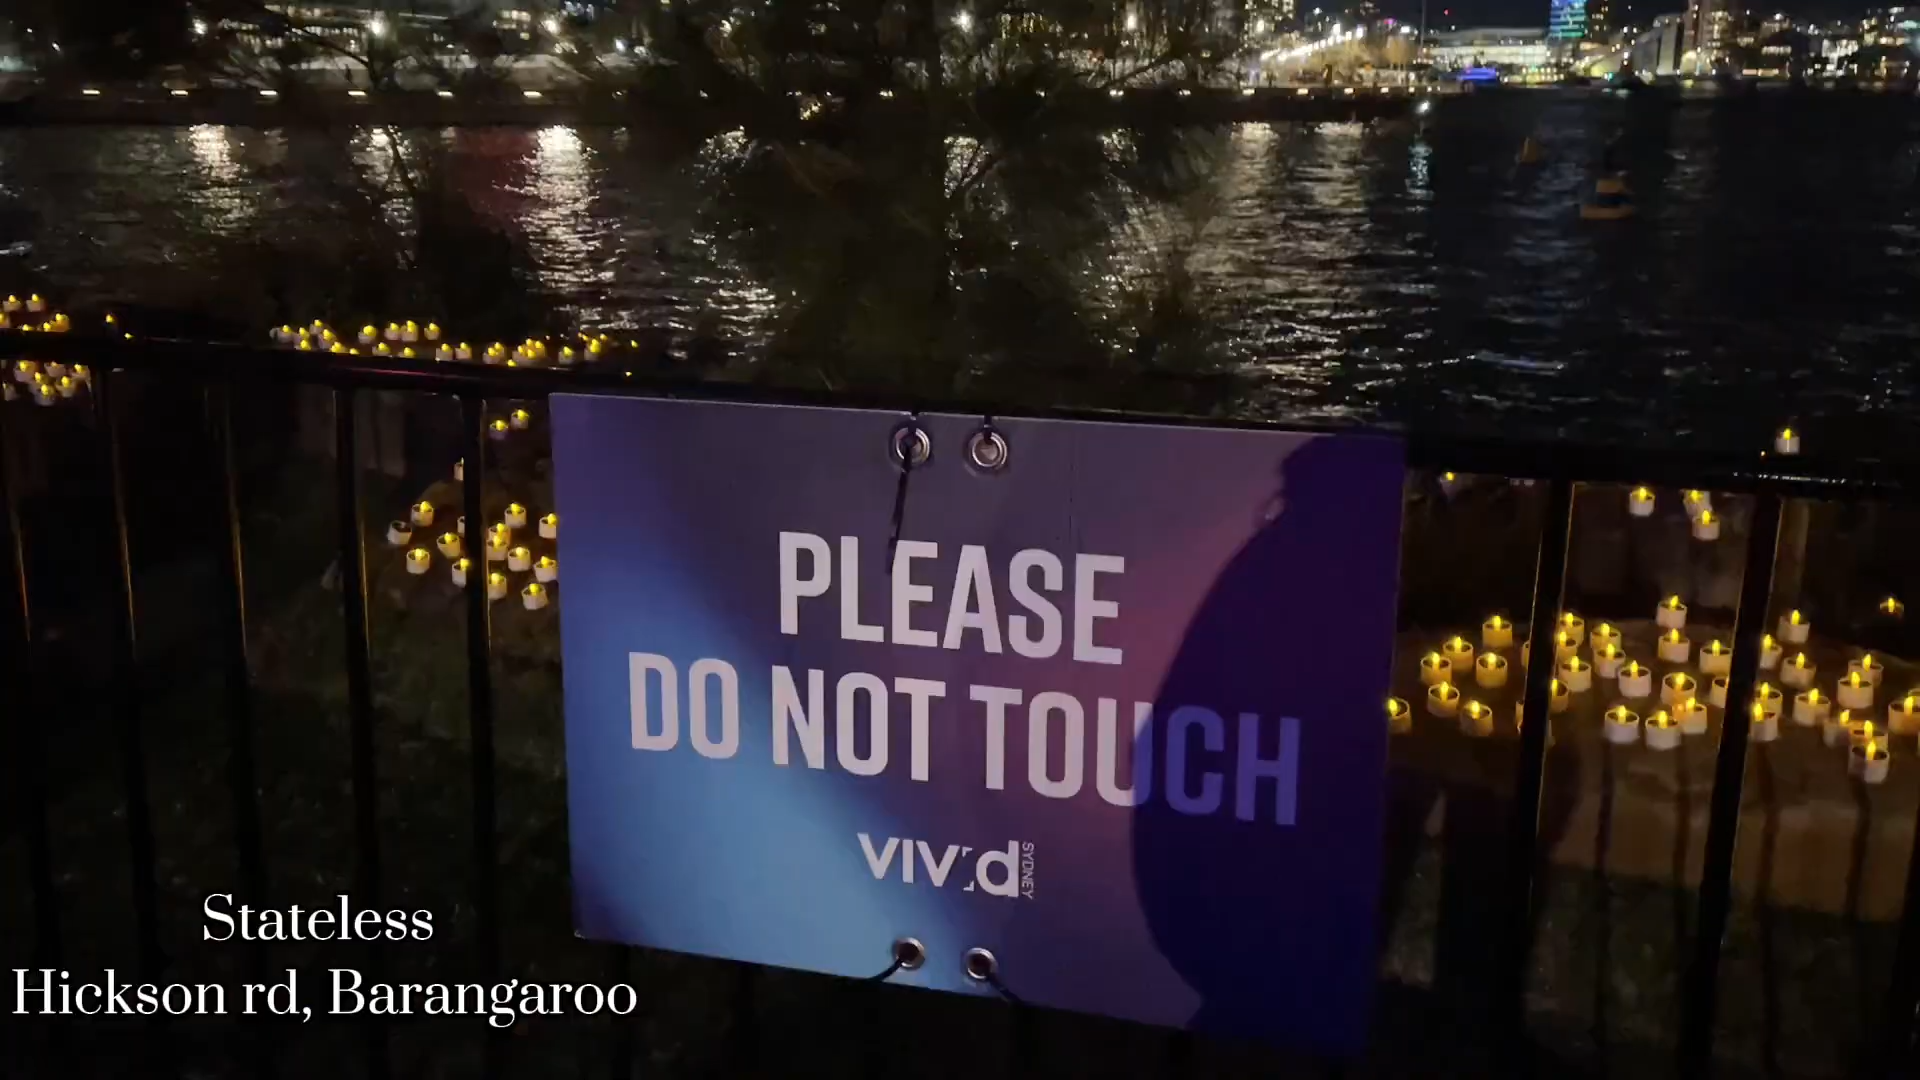 PLEASE
DO NOT TOUCH
VIVID
SYDNEY
Stateless
Hickson rd, Barangaroo